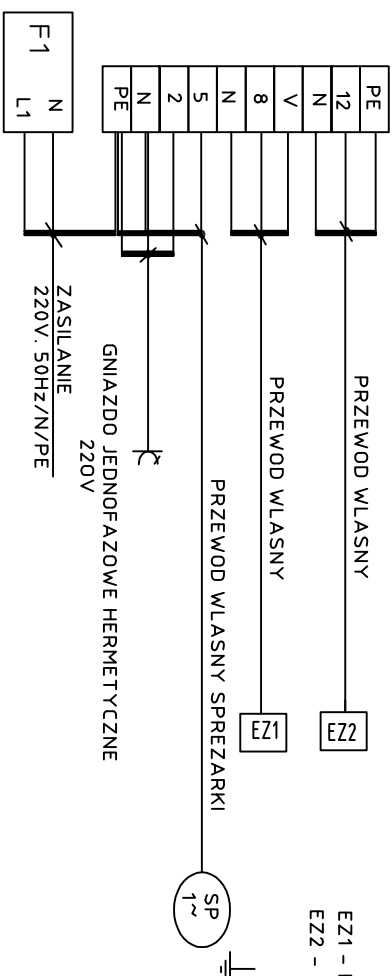 F1
N
L1
PE
N
2
5
N
8
V
N
12
PE
ZASILANIE
220V. 50Hz/N/PE
GNIAZDO JEDNOFAZOWE HERMETYCZNE
220V
PRZEWOD WLASNY SPREZARKI
PRZEWOD WLASNY
PRZEWOD WLASNY
EZ1
EZ2
SP
1~
EZ1 -
EZ2 -